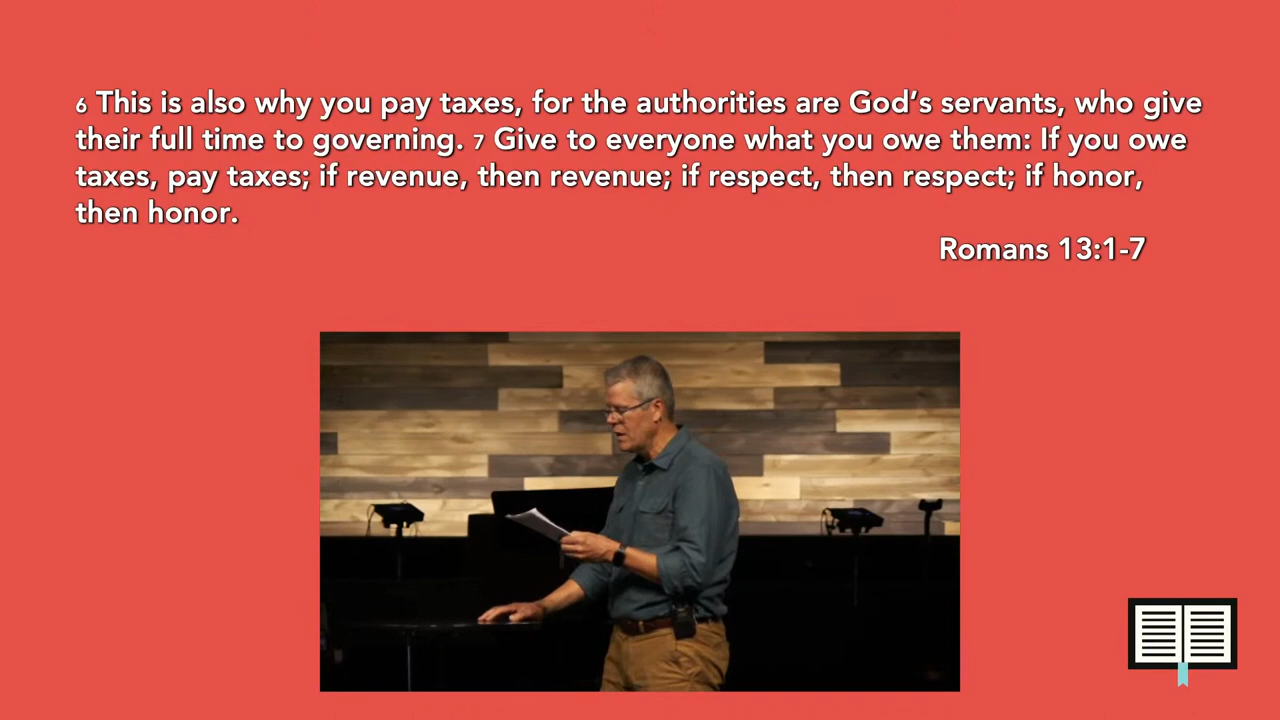 6 This is also why you pay taxes, for the authorities are God’s servants, who give
their full time to governing. 7 Give to everyone what you owe them: If you owe
taxes, pay taxes; if revenue, then revenue; if respect, then respect; if honor,
then honor.
Romans 13:1-7